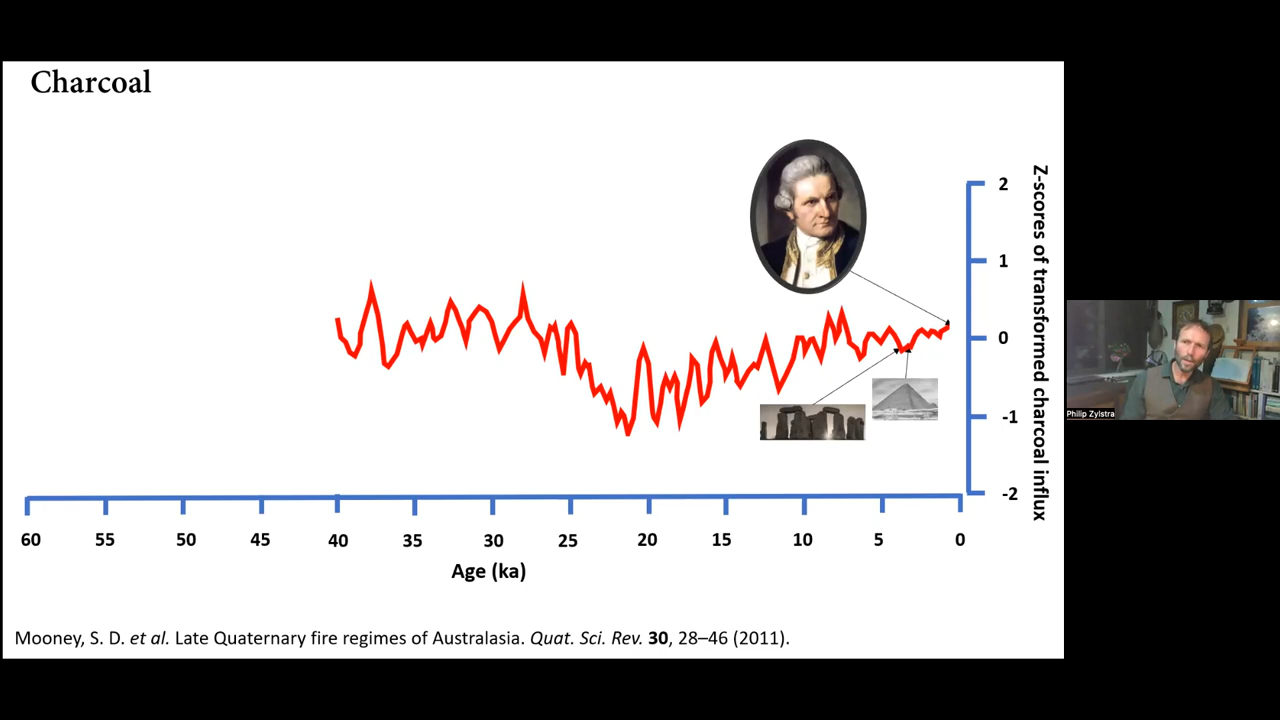 Charcoal
2
1
0
-1
-2
Z-scores of transformed charcoal influx
60 55 50 45 40 35 30 25 20 15 10 5 0
Age (ka)
Mooney, S. D. et al. Late Quaternary fire regimes of Australasia. Quat. Sci. Rev. 30, 28–46 (2011).
Philip Zylstra